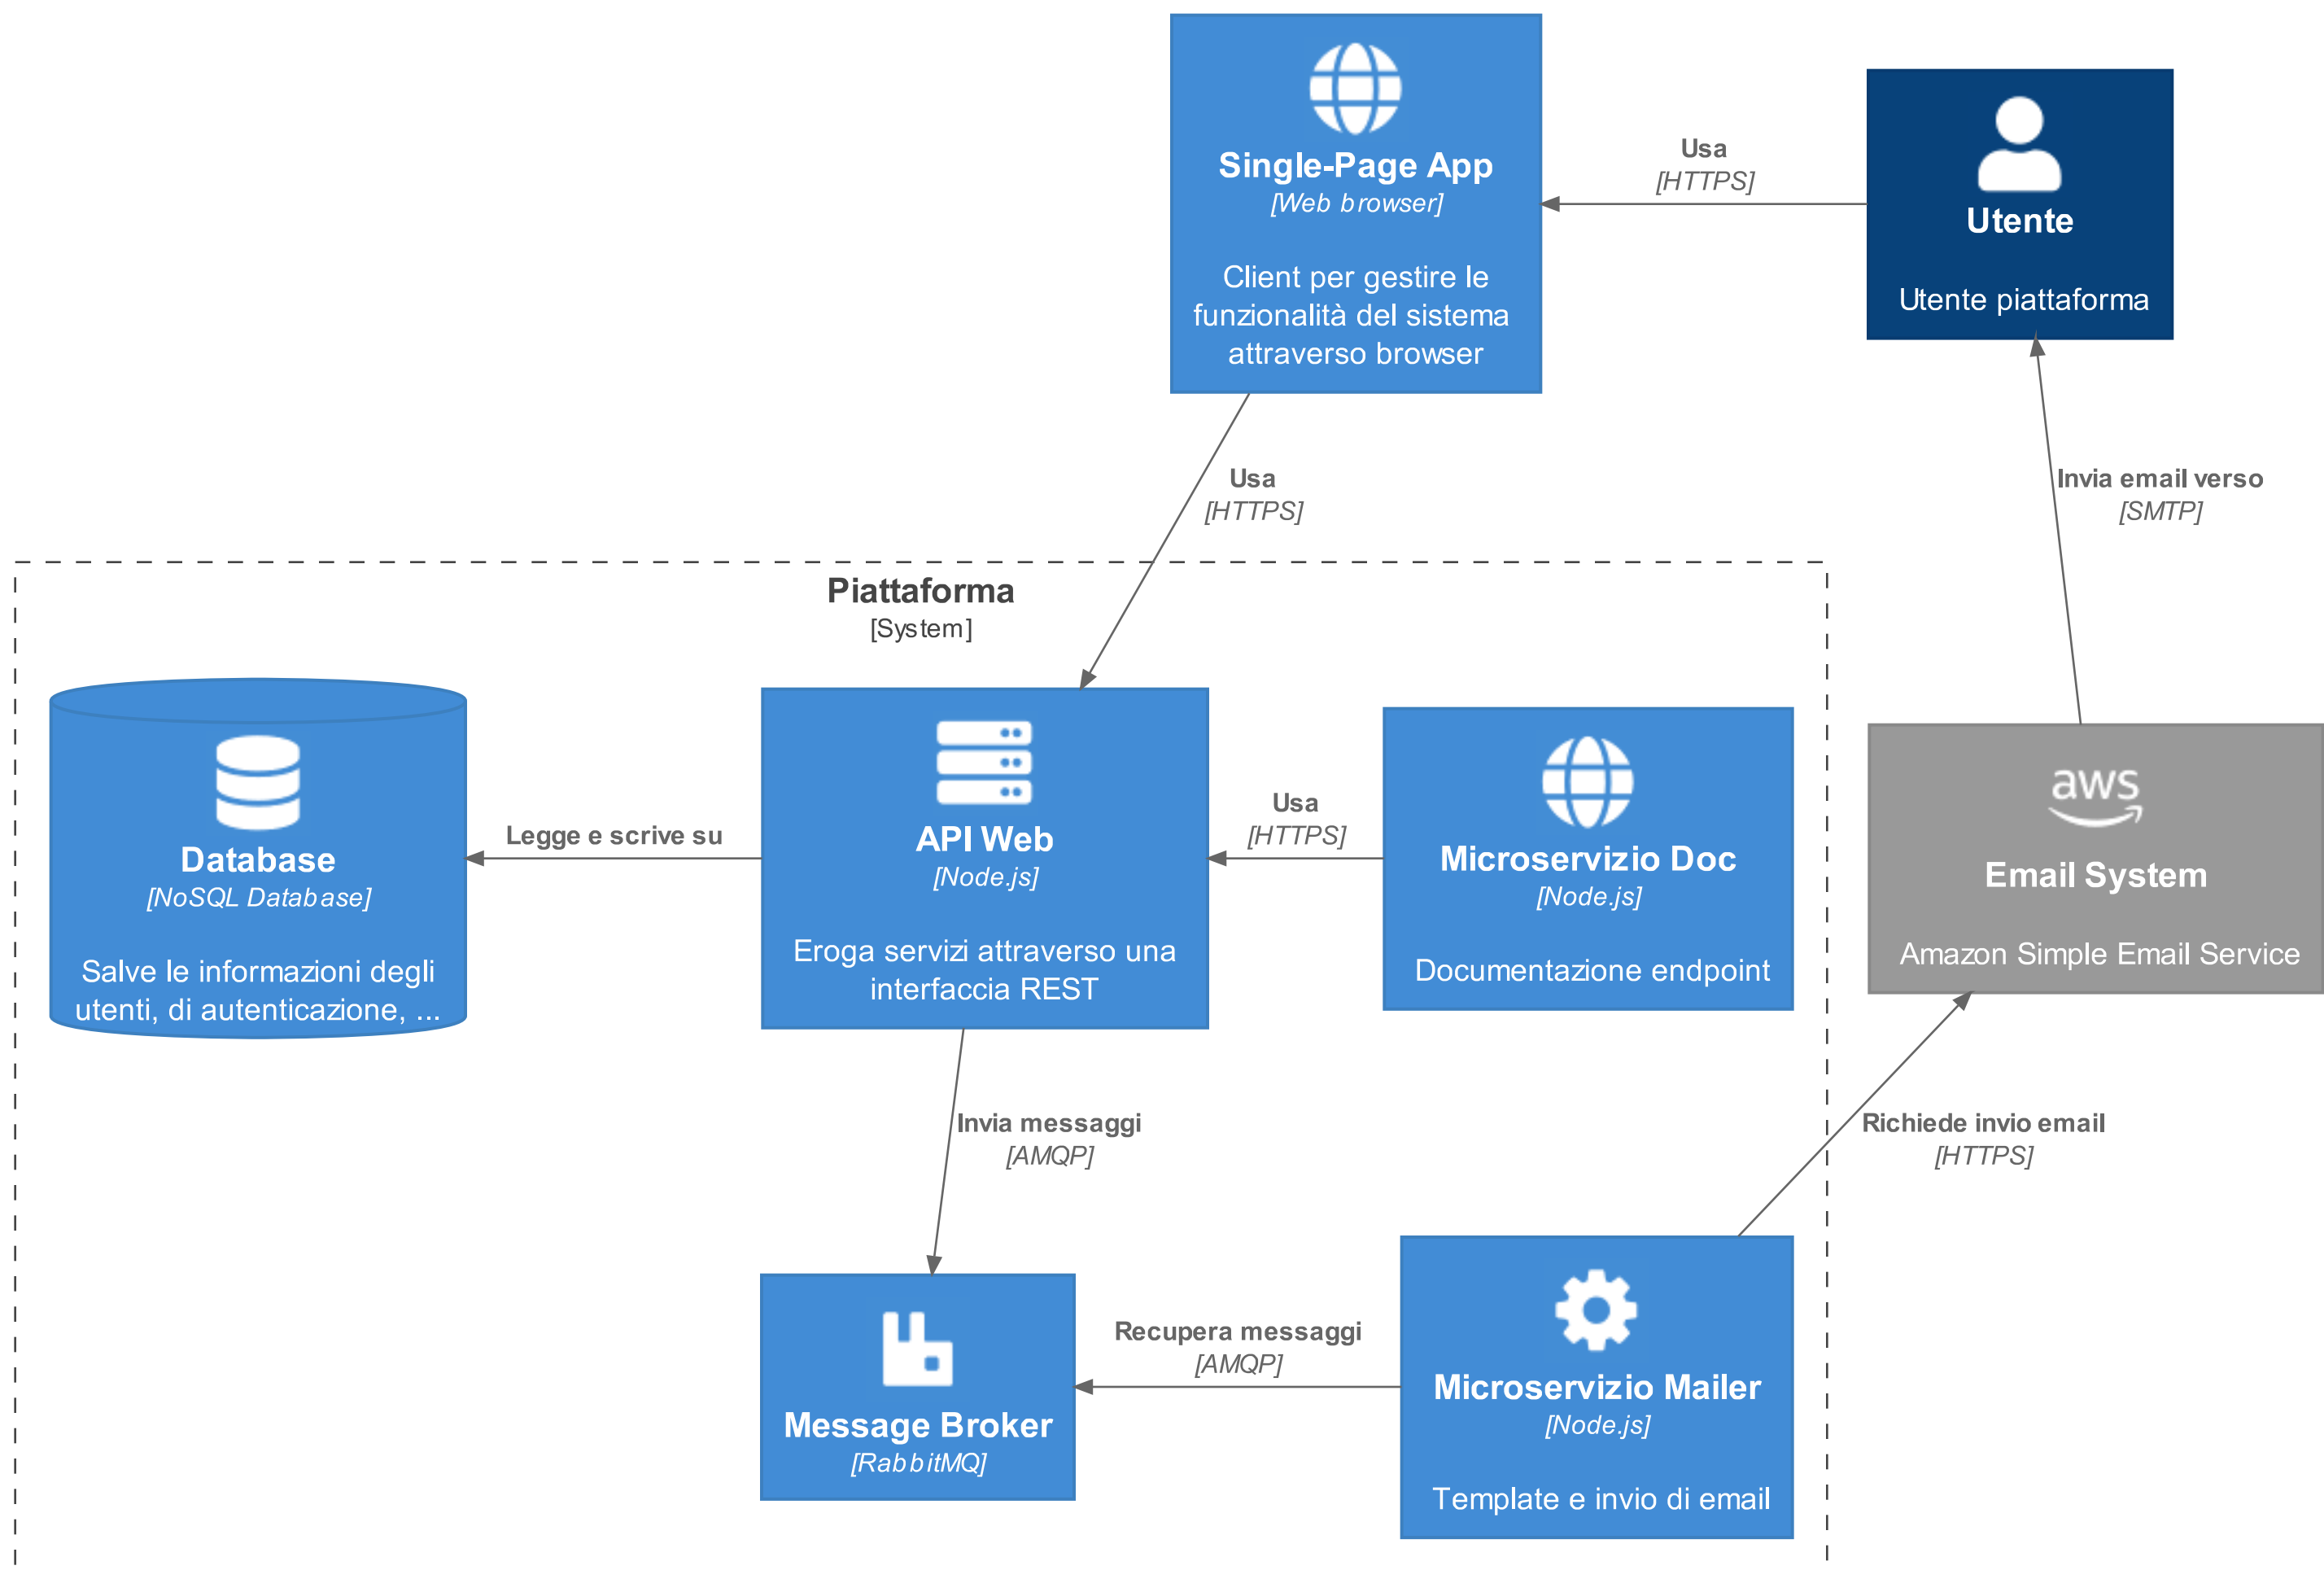 Single-Page App
[Web browser]
Client per gestire le
funzionalità del sistema
attraverso browser
Usa
[HTTPS]
Utente
Utente piattaforma
Usa
[HTTPS]
Invia email verso
[SMTP]
Piattaforma
[System]
Database
[NoSQL Database]
Salve le informazioni degli
utenti, di autenticazione, ...
Legge e scrive su
API Web
[Node.js]
Eroga servizi attraverso una
interfaccia REST
Usa
[HTTPS]
Microservizio Doc
[Node.js]
Documentazione endpoint
aws
Email System
Amazon Simple Email Service
Invia messaggi
[AMQP]
Richiede invio email
[HTTPS]
Message Broker
[RabbitMQ]
Recupera messaggi
[AMQP]
Microservizio Mailer
[Node.js]
Template e invio di email